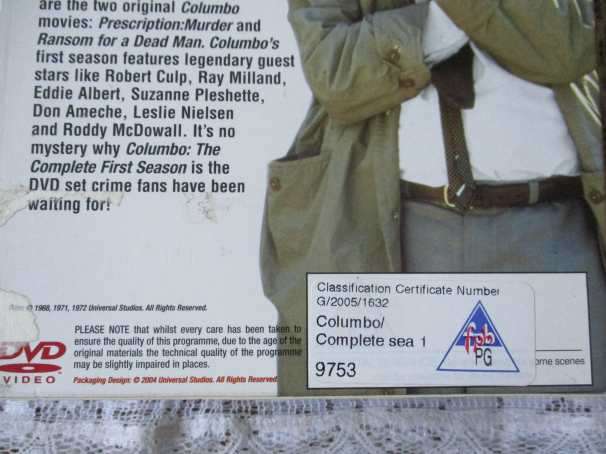 are the two original Columbo
movies: Prescription:Murder and
Ransom for a Dead Man. Columbo's
first season features legendary guest
stars like Robert Culp, Ray Milland,
Eddie Albert, Suzanne Pleshette,
Don Ameche, Leslie Nielsen
and Roddy McDowall. It's no
mystery why Columbo: The
Complete First Season is the
DVD set crime fans have been
waiting for!
© 1968, 1971, 1972 Universal Studios. All Rights Reserved.
PLEASE NOTE that whilst every care has been taken to
ensure the quality of this programme, due to the age of the
original materials the technical quality of the programme
may be slightly impaired in places.
Packaging Design: © 2004 Universal Studios. All Rights Reserved.
DVD
VIDEO
Classification Certificate Number
G/2005/1632
Columbo/
Complete sea 1
9753
fpb
PG
ome scenes